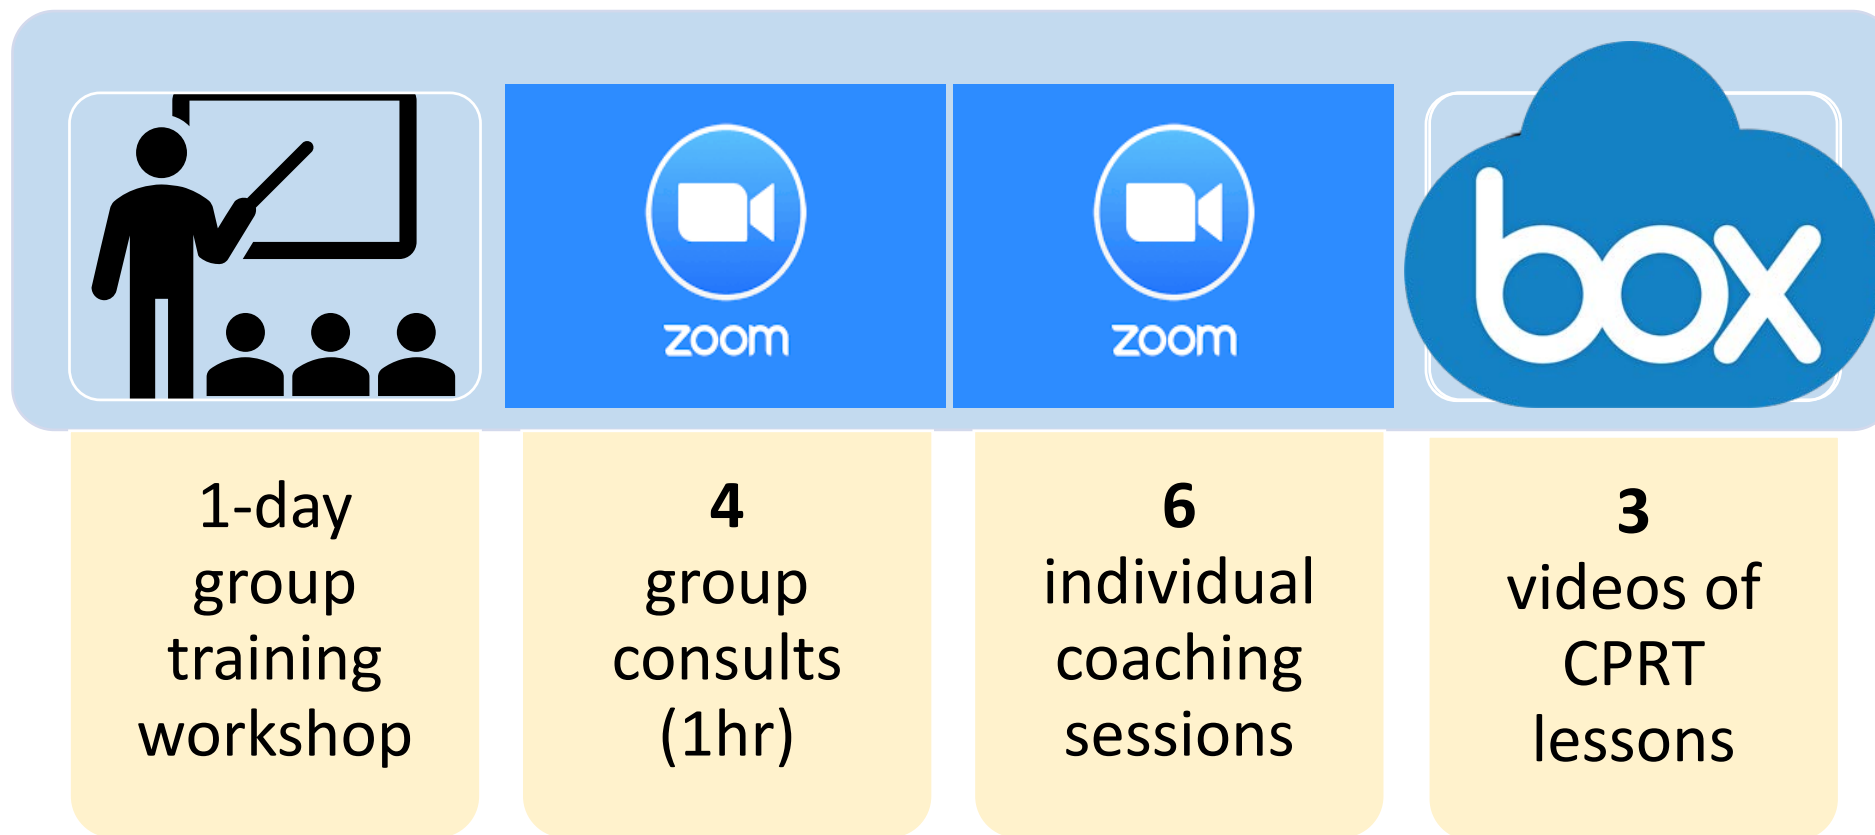 zoom
zoom
box
1-day
group
training
workshop
4
group
consults
(1hr)
6
individual
coaching
sessions
3
videos of
CPRT
lessons